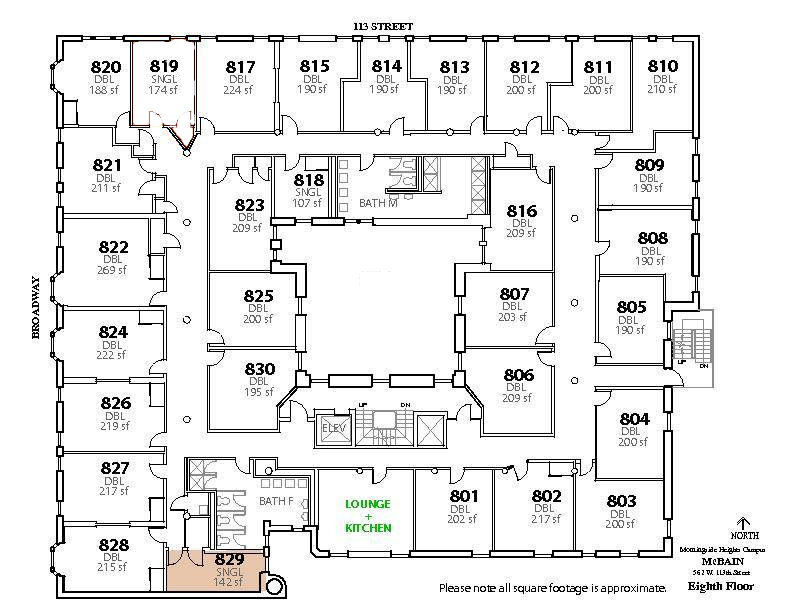 113 STREET
820
DBL
188 sf
819
SNGL
174 sf
817
DBL
224 sf
815
DBL
190 sf
814
DBL
190 sf
813
DBL
190 sf
812
DBL
200 sf
811
DBL
200 sf
810
DBL
210 sf
821
DBL
211 sf
823
DBL
209 sf
818
SNGL
107 sf
BATH M
816
DBL
209 sf
809
DBL
190 sf
822
DBL
269 sf
808
DBL
190 sf
BROADWAY
825
DBL
200 sf
807
DBL
203 sf
805
DBL
190 sf
824
DBL
222 sf
UP
DN
830
DBL
195 sf
806
DBL
209 sf
826
DBL
219 sf
UP
DN
ELEV
804
DBL
200 sf
827
DBL
217 sf
BATH F
LOUNGE
+
KITCHEN
801
DBL
202 sf
802
DBL
217 sf
803
DBL
200 sf
828
DBL
215 sf
829
SNGL
142 sf
NORTH
Morningside Heights Campus
McBAIN
562 W. 113th Street
Eighth Floor
Please note all square footage is approximate.